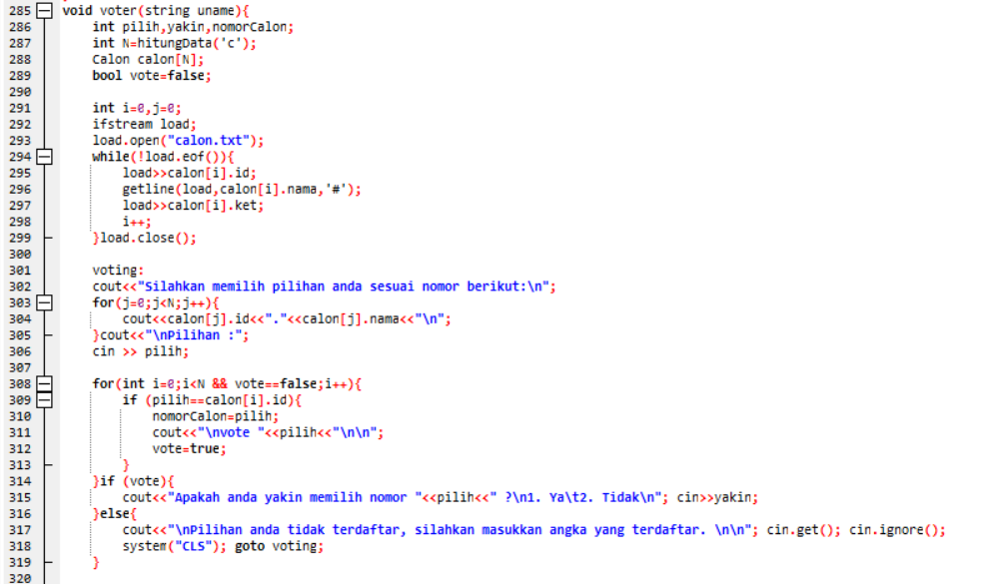 285 void voter(string uname){
286 int pilih,yakin,nomorCalon;
287 int N=hitungData('c');
288 Calon calon[N];
289 bool vote=false;
290
291 int i=0,j=0;
292 ifstream load;
293 load.open("calon.txt");
294 while(!load.eof()){
295 load>>calon[i].id;
296 getline(load,calon[i].nama,'#');
297 load>>calon[i].ket;
298 i++;
299 }load.close();
300
301 voting:
302 cout<<"Silahkan memilih pilihan anda sesuai nomor berikut:\n";
303 for(j=0;j<N;j++){
304 cout<<calon[j].id<<"."<<calon[j].nama<<"\n";
305 }cout<<"\nPilihan :";
306 cin >> pilih;
307
308 for(int i=0;i<N && vote==false;i++){
309 if (pilih==calon[i].id){
310 nomorCalon=pilih;
311 cout<<"\nvote "<<pilih<<"\n\n";
312 vote=true;
313 }
314 }if (vote){
315 cout<<"Apakah anda yakin memilih nomor "<<pilih<<" ?\n1. Ya\t2. Tidak\n"; cin>>yakin;
316 }else{
317 cout<<"\nPilihan anda tidak terdaftar, silahkan masukkan angka yang terdaftar. \n\n"; cin.get(); cin.ignore();
318 system("CLS"); goto voting;
319 }
320